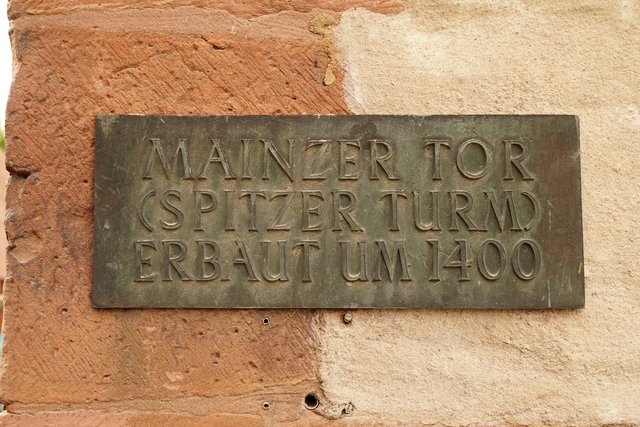 MAINZER TOR
(SPITZER TURM)
ERBAUT UM 1400